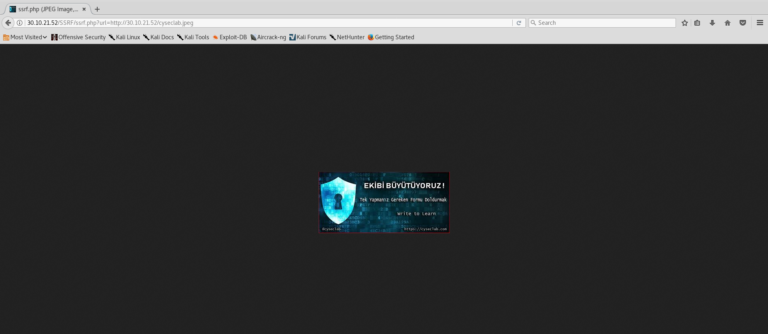 ssrf.php (JPEG Image,...
30.10.21.52/SSRF/ssrf.php?url=http://30.10.21.52/cyseclab.jpeg
Search
Most Visited
Offensive Security
Kali Linux
Kali Docs
Kali Tools
Exploit-DB
Aircrack-ng
Kali Forums
NetHunter
Getting Started
EKİBİ BÜYÜTÜYORUZ !
Tek Yapmanız Gereken Formu Doldurmak
Write to Learn
https://cyseclab.com